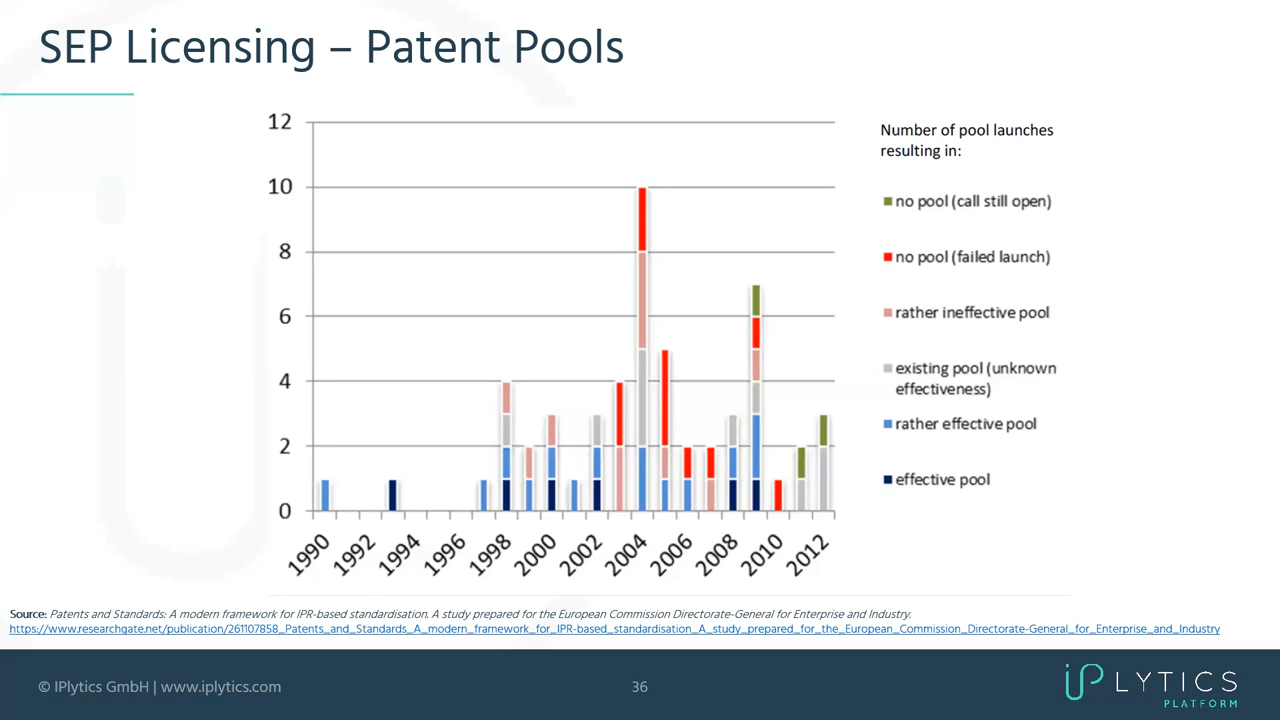 SEP Licensing – Patent Pools
12
10
8
6
4
2
0
1990
1992
1994
1996
1998
2000
2002
2004
2006
2008
2010
2012
Number of pool launches
resulting in:
no pool (call still open)
no pool (failed launch)
rather ineffective pool
existing pool (unknown
effectiveness)
rather effective pool
effective pool
Source: Patents and Standards: A modern framework for IPR-based standardisation. A study prepared for the European Commission Directorate-General for Enterprise and Industry.
https://www.researchgate.net/publication/261107858_Patents_and_Standards_A_modern_framework_for_IPR-based_standardisation_A_study_prepared_for_the_European_Commission_Directorate-General_for_Enterprise_and_Industry
© IPlytics GmbH | www.iplytics.com
36
iPLYTICS
PLATFORM